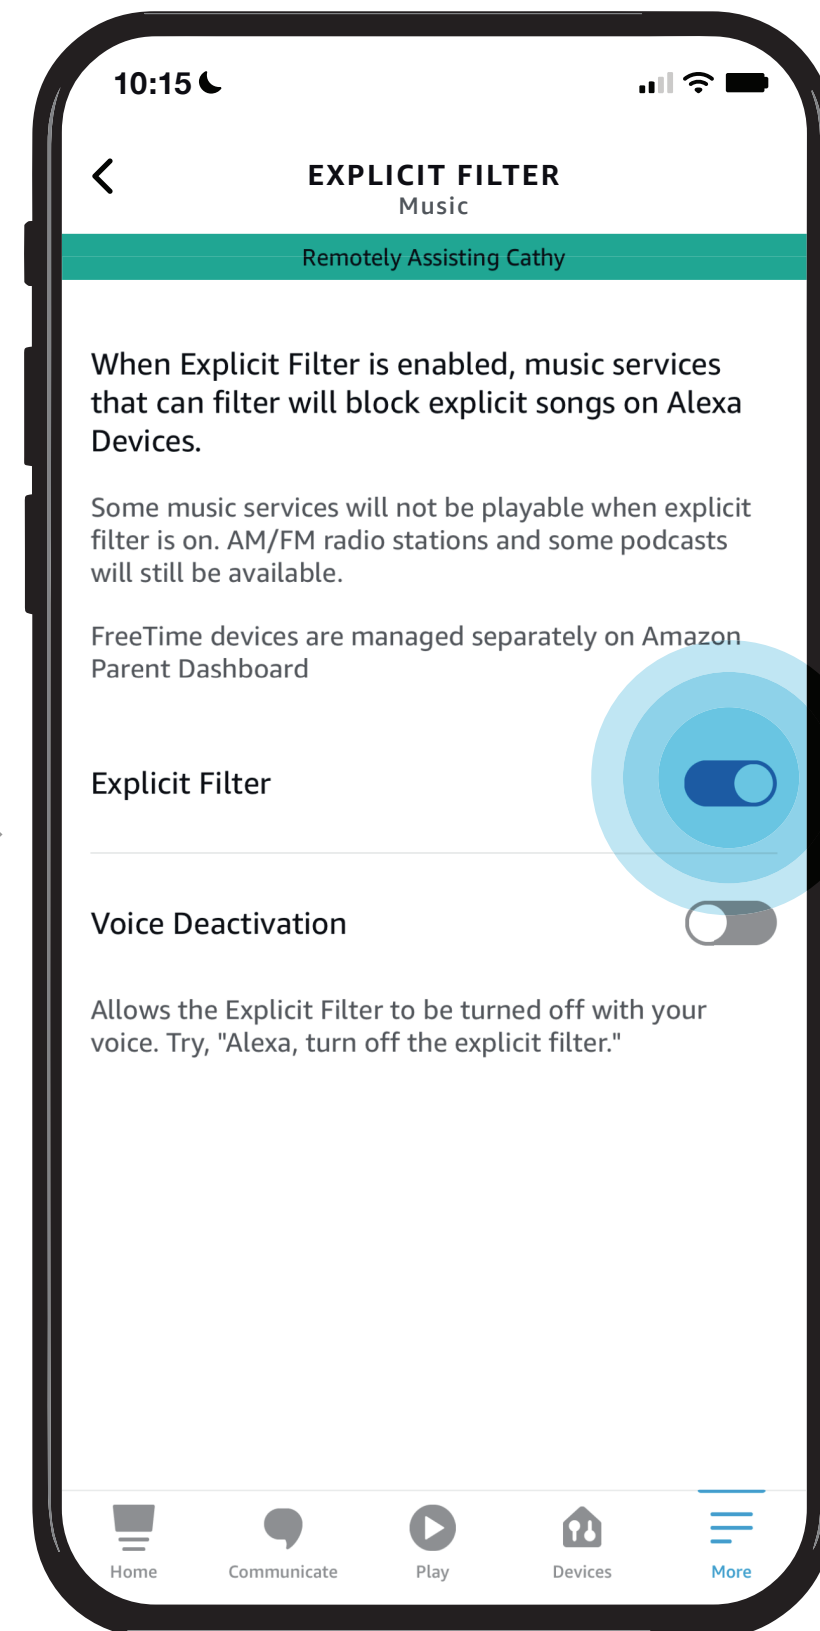 10:15
EXPLICIT FILTER
Music
Remotely Assisting Cathy
When Explicit Filter is enabled, music services
that can filter will block explicit songs on Alexa
Devices.
Some music services will not be playable when explicit
filter is on. AM/FM radio stations and some podcasts
will still be available.
FreeTime devices are managed separately on Amazon
Parent Dashboard
Explicit Filter
Voice Deactivation
Allows the Explicit Filter to be turned off with your
voice. Try, "Alexa, turn off the explicit filter."
Home Communicate Play Devices More